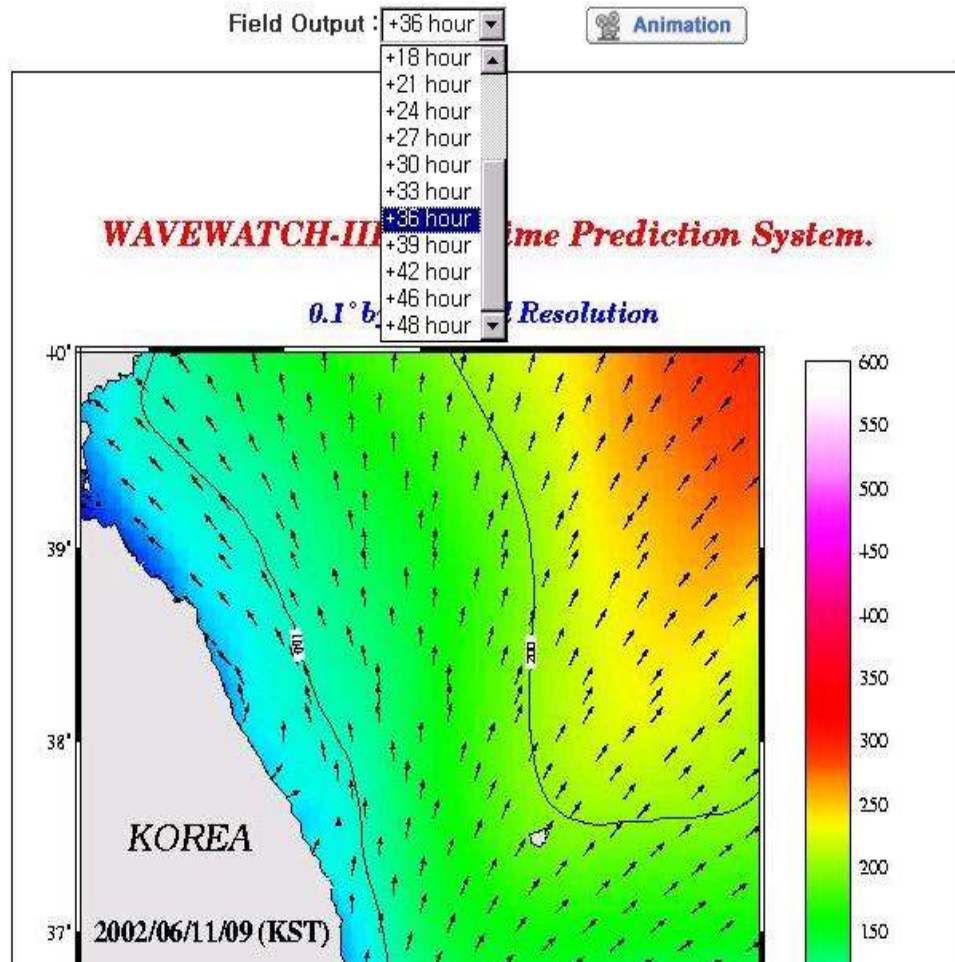 Field Output : +36 hour
Animation
+18 hour
+21 hour
+24 hour
+27 hour
+30 hour
+33 hour
+36 hour
+39 hour
+42 hour
+46 hour
+48 hour
WAVEWATCH-III ime Prediction System.
0.1° b Resolution
40°
39°
38°
37°
100
200
KOREA
2002/06/11/09 (KST)
600
550
500
450
400
350
300
250
200
150